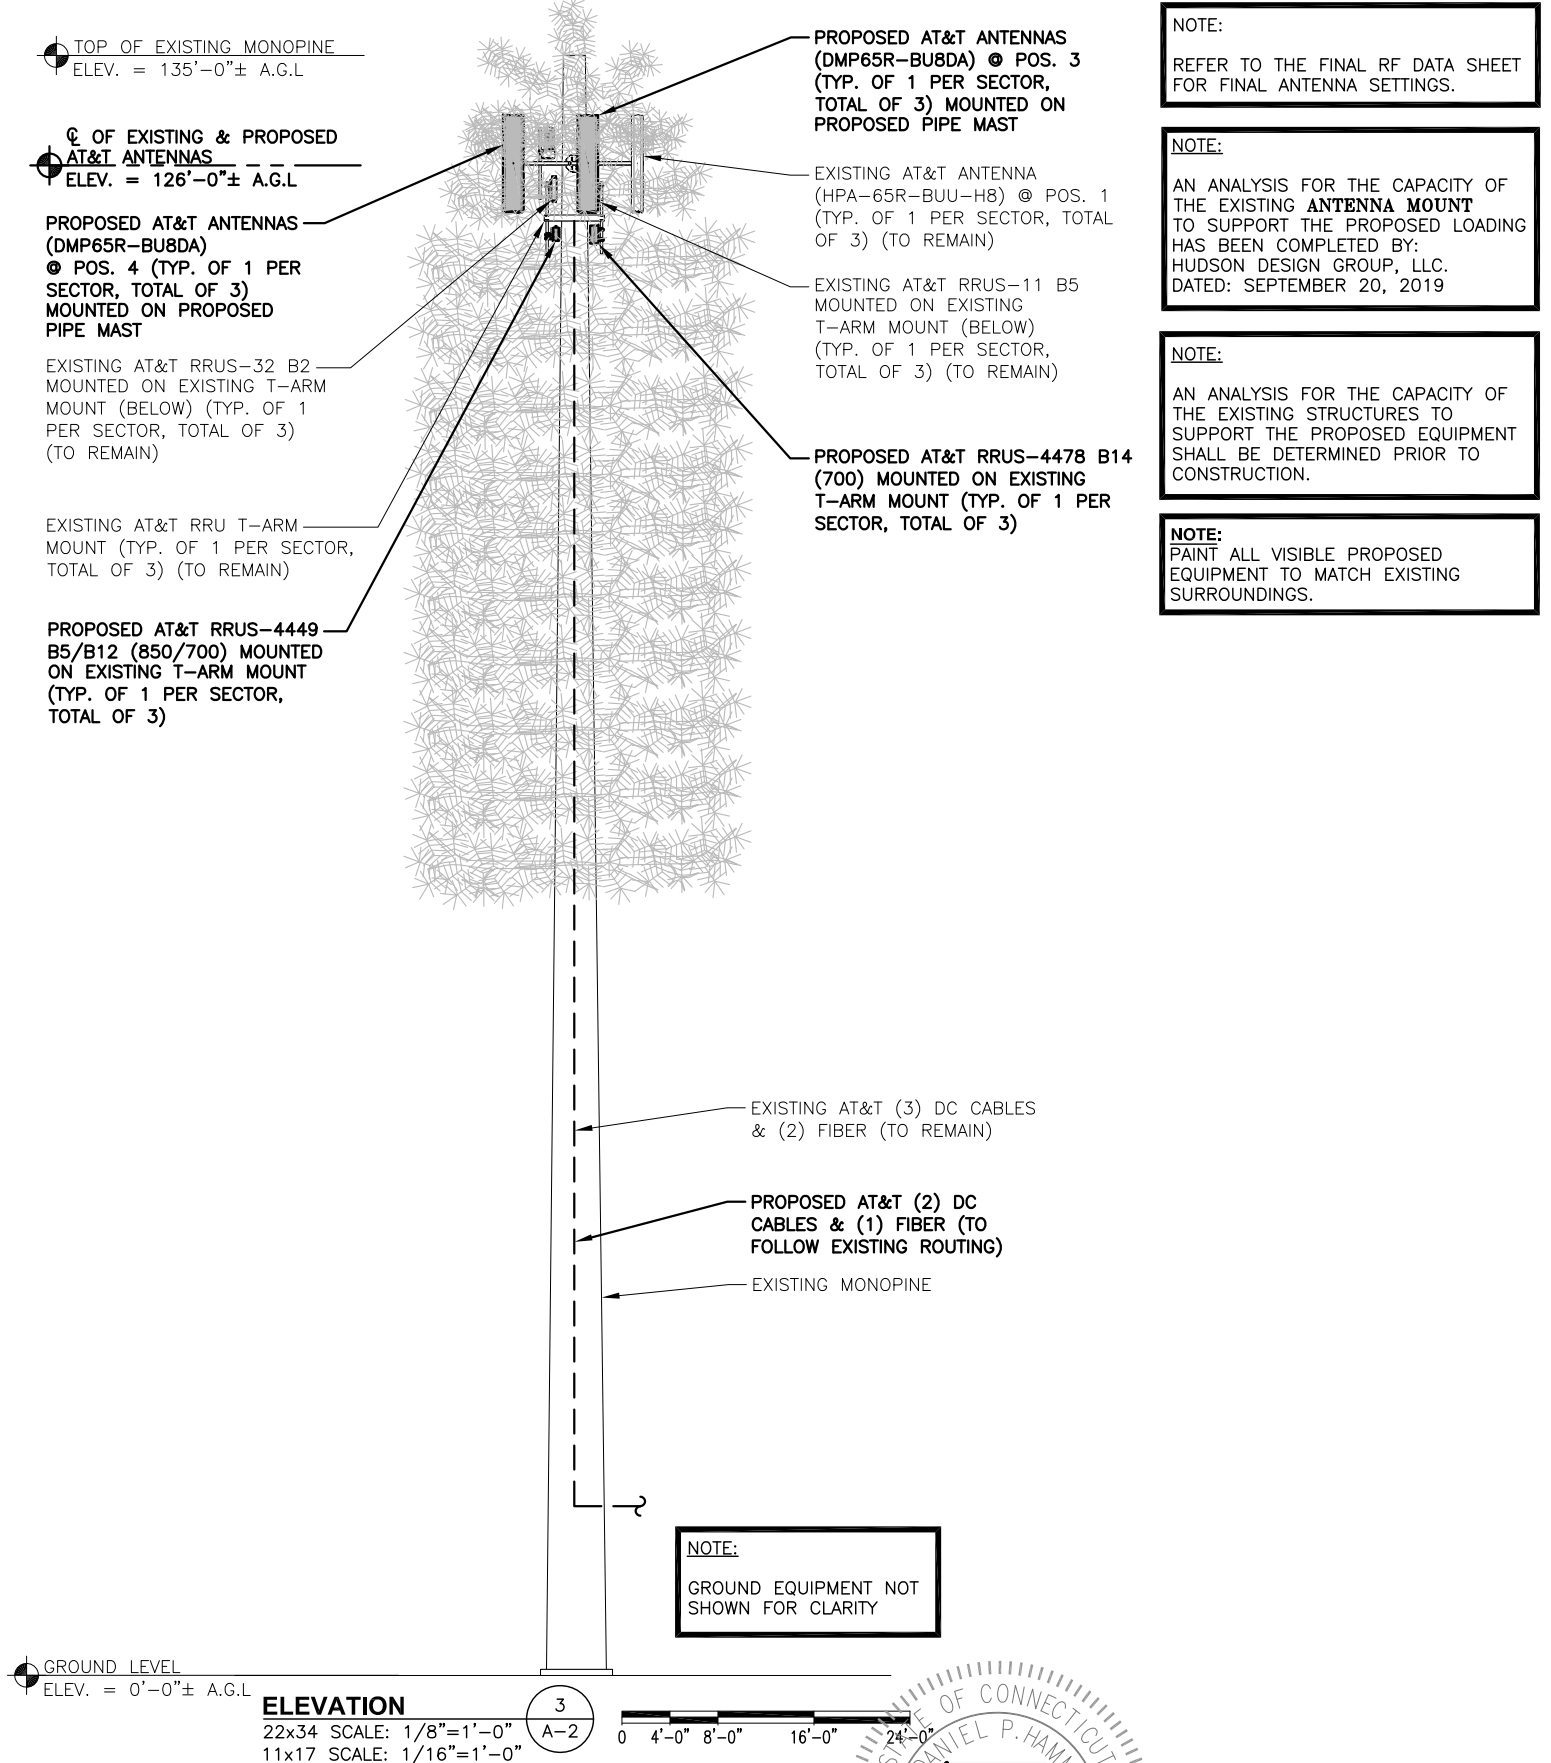 TOP OF EXISTING MONOPINE
ELEV. = 135'-0"± A.G.L
℄ OF EXISTING & PROPOSED
AT&T ANTENNAS
ELEV. = 126'-0"± A.G.L
PROPOSED AT&T ANTENNAS
(DMP65R-BU8DA)
@ POS. 4 (TYP. OF 1 PER
SECTOR, TOTAL OF 3)
MOUNTED ON PROPOSED
PIPE MAST
EXISTING AT&T RRUS-32 B2
MOUNTED ON EXISTING T-ARM
MOUNT (BELOW) (TYP. OF 1
PER SECTOR, TOTAL OF 3)
(TO REMAIN)
EXISTING AT&T RRU T-ARM
MOUNT (TYP. OF 1 PER SECTOR,
TOTAL OF 3) (TO REMAIN)
PROPOSED AT&T RRUS-4449
B5/B12 (850/700) MOUNTED
ON EXISTING T-ARM MOUNT
(TYP. OF 1 PER SECTOR,
TOTAL OF 3)
PROPOSED AT&T ANTENNAS
(DMP65R-BU8DA) @ POS. 3
(TYP. OF 1 PER SECTOR,
TOTAL OF 3) MOUNTED ON
PROPOSED PIPE MAST
EXISTING AT&T ANTENNA
(HPA-65R-BUU-H8) @ POS. 1
(TYP. OF 1 PER SECTOR, TOTAL
OF 3) (TO REMAIN)
EXISTING AT&T RRUS-11 B5
MOUNTED ON EXISTING
T-ARM MOUNT (BELOW)
(TYP. OF 1 PER SECTOR,
TOTAL OF 3) (TO REMAIN)
PROPOSED AT&T RRUS-4478 B14
(700) MOUNTED ON EXISTING
T-ARM MOUNT (TYP. OF 1 PER
SECTOR, TOTAL OF 3)
NOTE:
REFER TO THE FINAL RF DATA SHEET
FOR FINAL ANTENNA SETTINGS.
NOTE:
AN ANALYSIS FOR THE CAPACITY OF
THE EXISTING ANTENNA MOUNT
TO SUPPORT THE PROPOSED LOADING
HAS BEEN COMPLETED BY:
HUDSON DESIGN GROUP, LLC.
DATED: SEPTEMBER 20, 2019
NOTE:
AN ANALYSIS FOR THE CAPACITY OF
THE EXISTING STRUCTURES TO
SUPPORT THE PROPOSED EQUIPMENT
SHALL BE DETERMINED PRIOR TO
CONSTRUCTION.
NOTE:
PAINT ALL VISIBLE PROPOSED
EQUIPMENT TO MATCH EXISTING
SURROUNDINGS.
EXISTING AT&T (3) DC CABLES
& (2) FIBER (TO REMAIN)
PROPOSED AT&T (2) DC
CABLES & (1) FIBER (TO
FOLLOW EXISTING ROUTING)
EXISTING MONOPINE
NOTE:
GROUND EQUIPMENT NOT
SHOWN FOR CLARITY
GROUND LEVEL
ELEV. = 0'-0"± A.G.L
ELEVATION
22x34 SCALE: 1/8"=1'-0"
11x17 SCALE: 1/16"=1'-0"
3
A-2
0 4'-0" 8'-0" 16'-0" 24'-0"
STATE OF CONNECTICUT
DANIEL P.